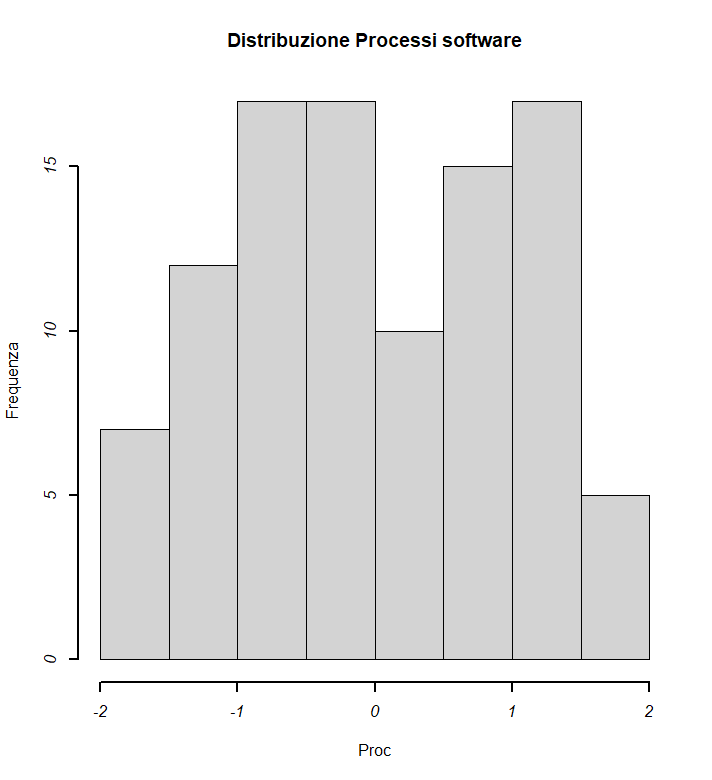 Distribuzione Processi software
15
10
5
0
Frequenza
-2 -1 0 1 2
Proc